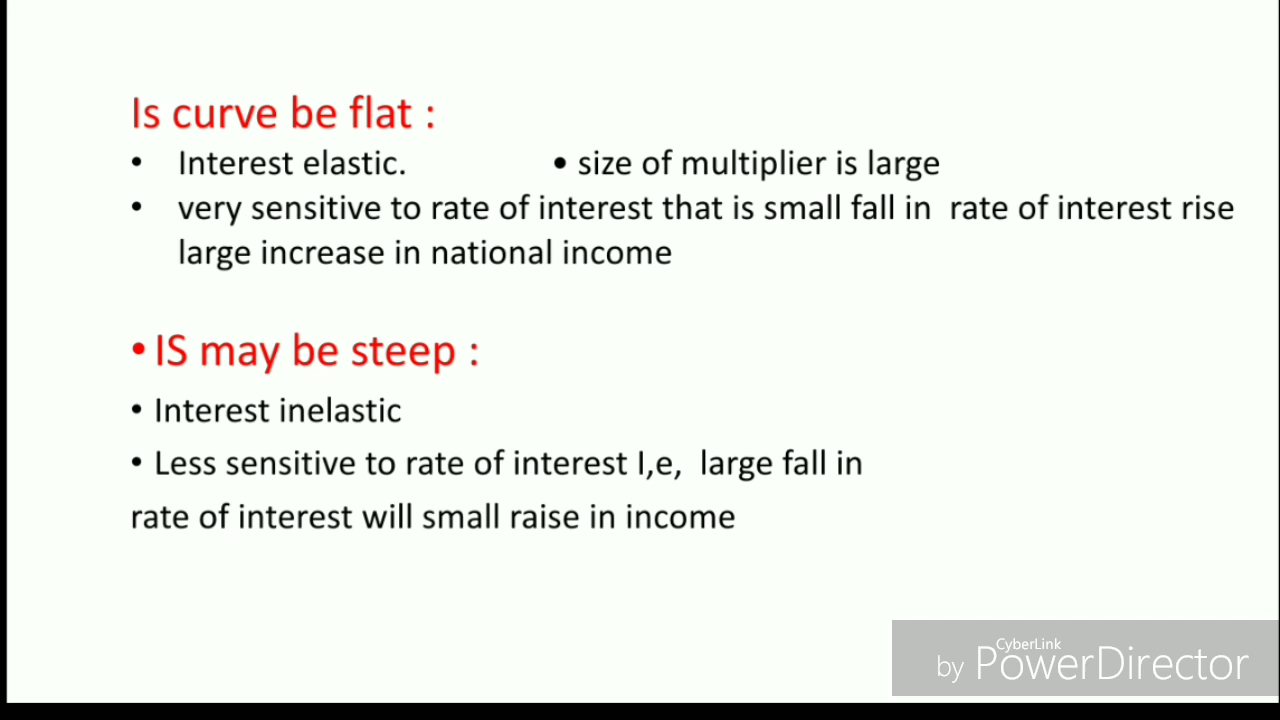 Is curve be flat :
• Interest elastic. • size of multiplier is large
• very sensitive to rate of interest that is small fall in rate of interest rise
large increase in national income
• IS may be steep :
• Interest inelastic
• Less sensitive to rate of interest I,e, large fall in
rate of interest will small raise in income
CyberLink
by PowerDirector